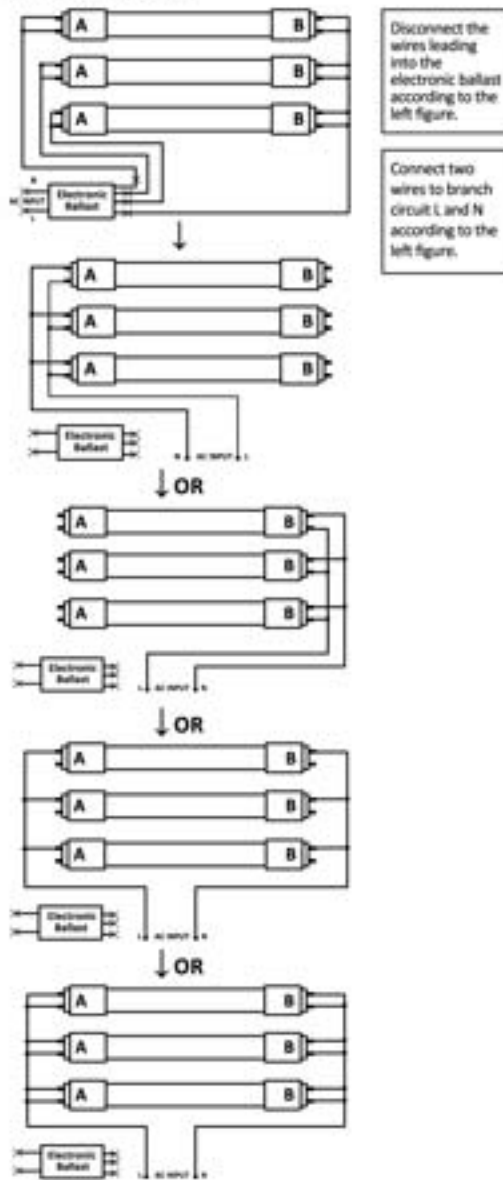 A B
A B
A B
Electronic
Ballast
INPUT
Disconnect the
wires leading
into the
electronic ballast
according to the
left figure.
Connect two
wires to branch
circuit L and N
according to the
left figure.
A B
A B
A B
Electronic
Ballast
N AC INPUT L
OR
A B
A B
A B
Electronic
Ballast
L AC INPUT N
OR
A B
A B
A B
Electronic
Ballast
L AC INPUT N
OR
A B
A B
A B
Electronic
Ballast
L AC INPUT N